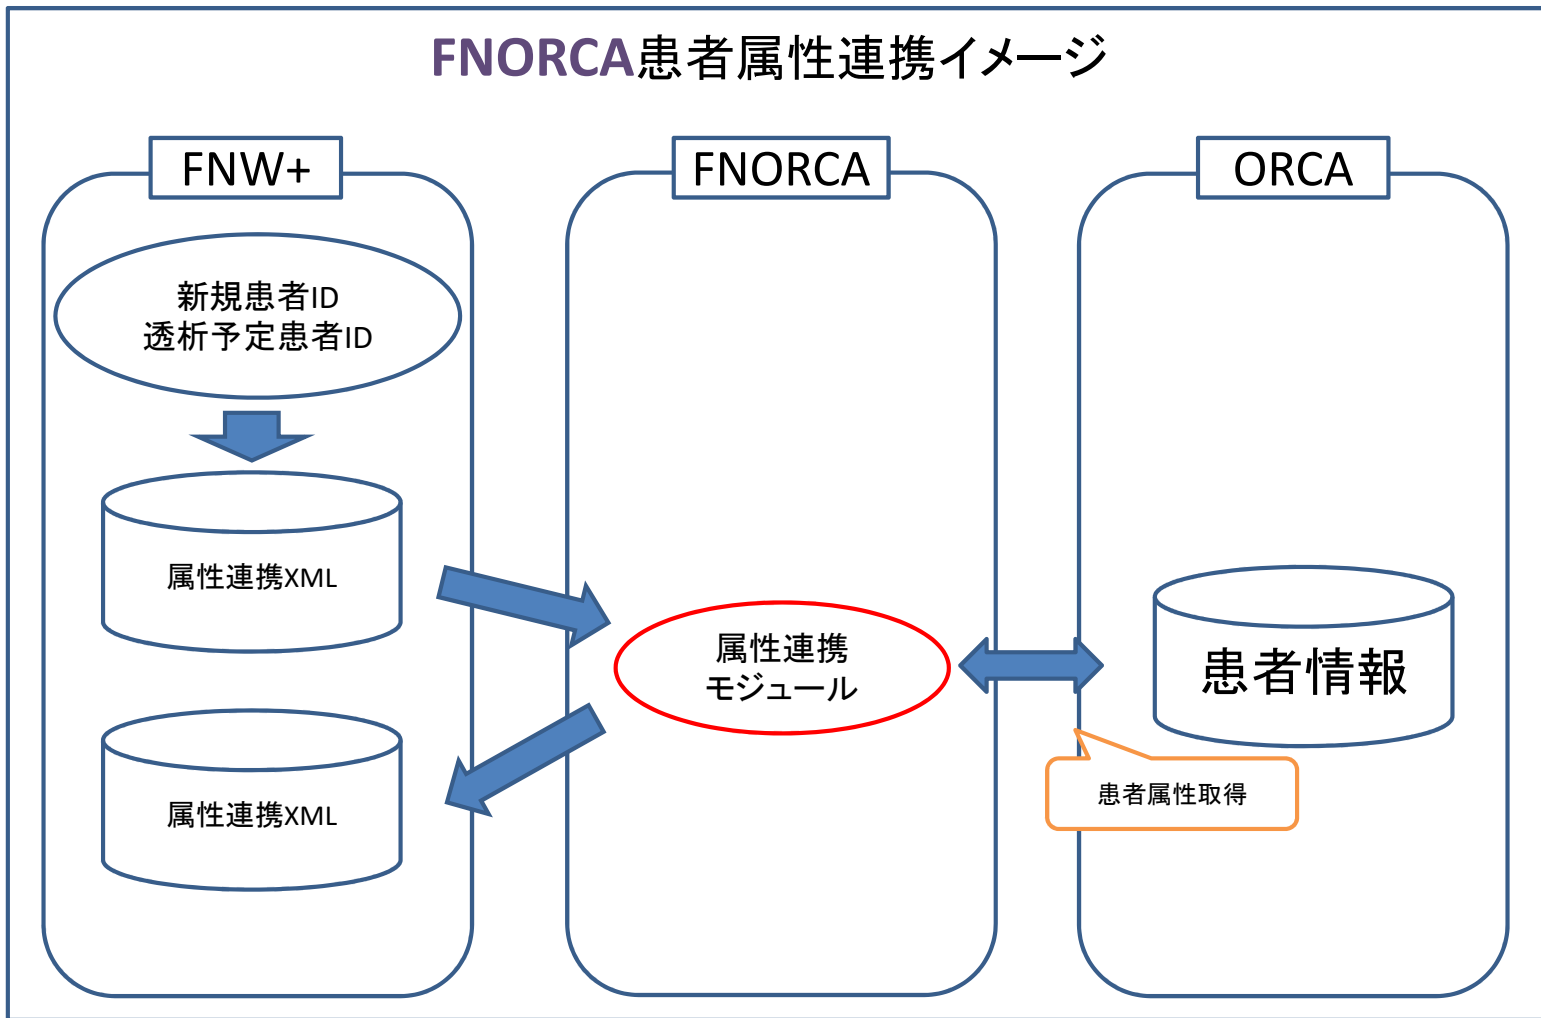 FNORCA患者属性連携イメージ
FNW+
FNORCA
ORCA
新規患者ID
透析予定患者ID
属性連携XML
属性連携XML
属性連携
モジュール
患者情報
患者属性取得